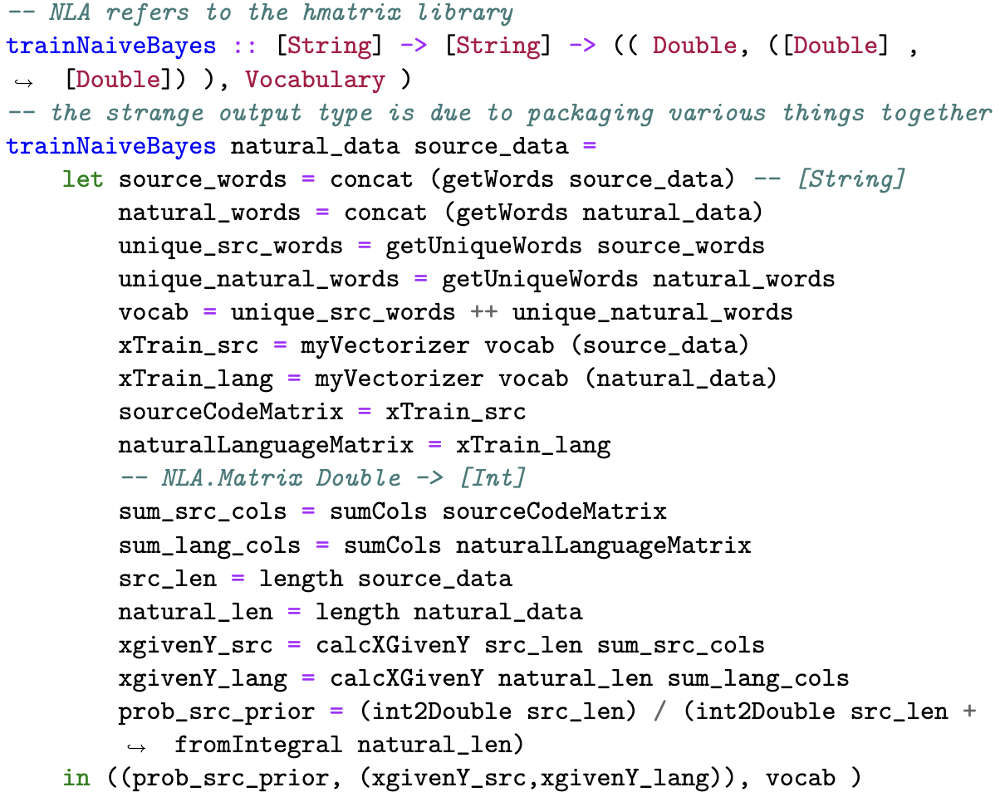 -- NLA refers to the hmatrix library
trainNaiveBayes :: [String] -> [String] -> (( Double, ([Double] ,
↪ [Double]) ), Vocabulary )
-- the strange output type is due to packaging various things together
trainNaiveBayes natural_data source_data =
    let source_words = concat (getWords source_data) -- [String]
        natural_words = concat (getWords natural_data)
        unique_src_words = getUniqueWords source_words
        unique_natural_words = getUniqueWords natural_words
        vocab = unique_src_words ++ unique_natural_words
        xTrain_src = myVectorizer vocab (source_data)
        xTrain_lang = myVectorizer vocab (natural_data)
        sourceCodeMatrix = xTrain_src
        naturalLanguageMatrix = xTrain_lang
        -- NLA.Matrix Double -> [Int]
        sum_src_cols = sumCols sourceCodeMatrix
        sum_lang_cols = sumCols naturalLanguageMatrix
        src_len = length source_data
        natural_len = length natural_data
        xgivenY_src = calcXGivenY src_len sum_src_cols
        xgivenY_lang = calcXGivenY natural_len sum_lang_cols
        prob_src_prior = (int2Double src_len) / (int2Double src_len +
        ↪ fromIntegral natural_len)
    in ((prob_src_prior, (xgivenY_src,xgivenY_lang)), vocab )